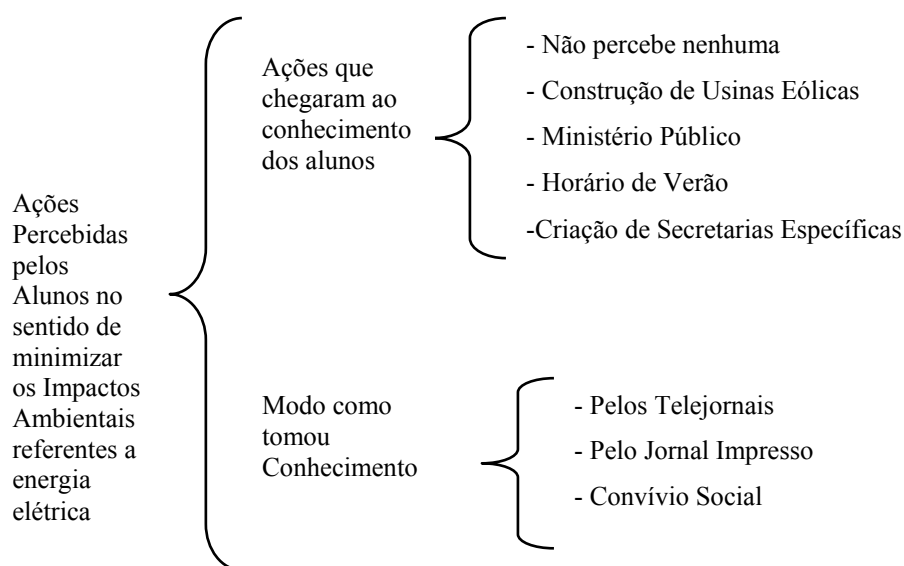 Ações
Percebidas
pelos
Alunos no
sentido de
minimizar
os Impactos
Ambientais
referentes a
energia
elétrica
Ações que
chegaram ao
conhecimento
dos alunos
- Não percebe nenhuma
- Construção de Usinas Eólicas
- Ministério Público
- Horário de Verão
-Criação de Secretarias Específicas
Modo como
tomou
Conhecimento
- Pelos Telejornais
- Pelo Jornal Impresso
- Convívio Social